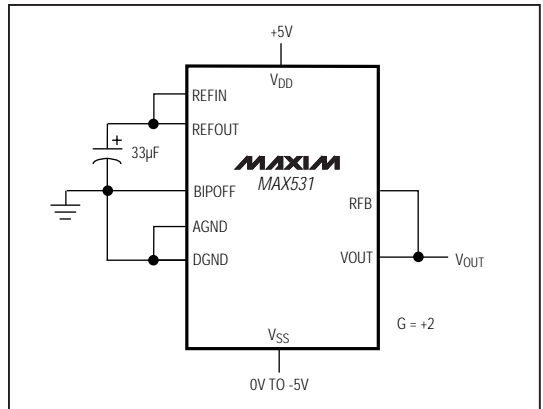 +5V
VDD
REFIN
REFOUT
+
33µF
MAXIM
MAX531
BIPOFF
RFB
AGND
VOUT
VOUT
DGND
G = +2
VSS
0V TO -5V